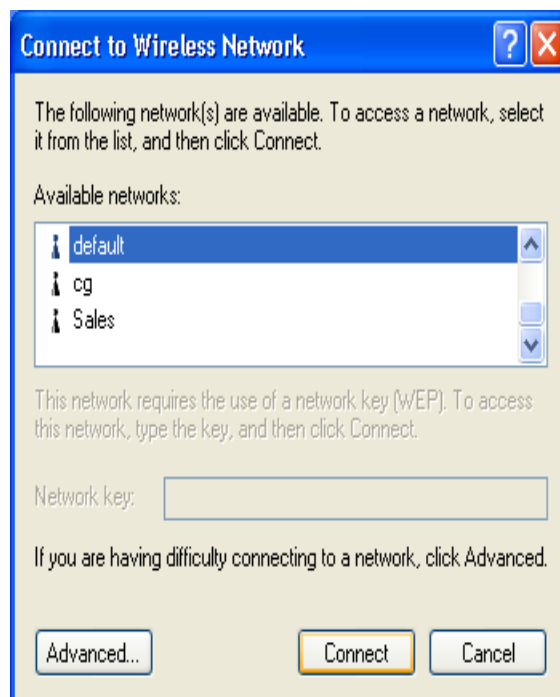 Connect to Wireless Network
The following network(s) are available. To access a network, select
it from the list, and then click Connect.
Available networks:
default
cg
Sales
This network requires the use of a network key (WEP). To access
this network, type the key, and then click Connect.
Network key:
If you are having difficulty connecting to a network, click Advanced.
Advanced... Connect Cancel